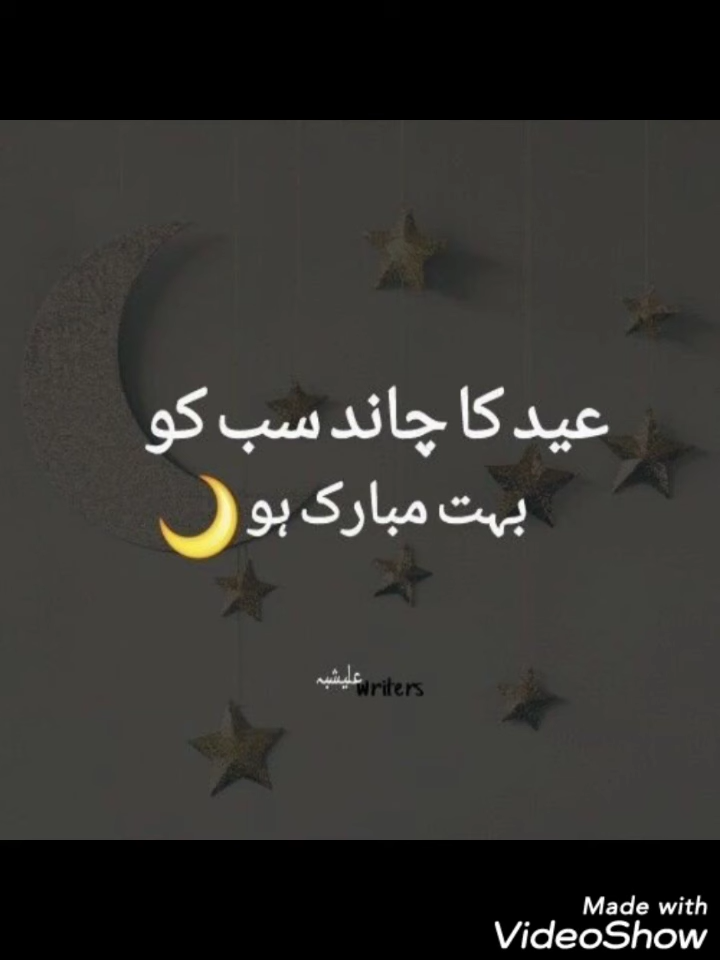 عید کا چاند سب کو
بہت مبارک ہو🌙
علیشبہ writers
Made with
VideoShow